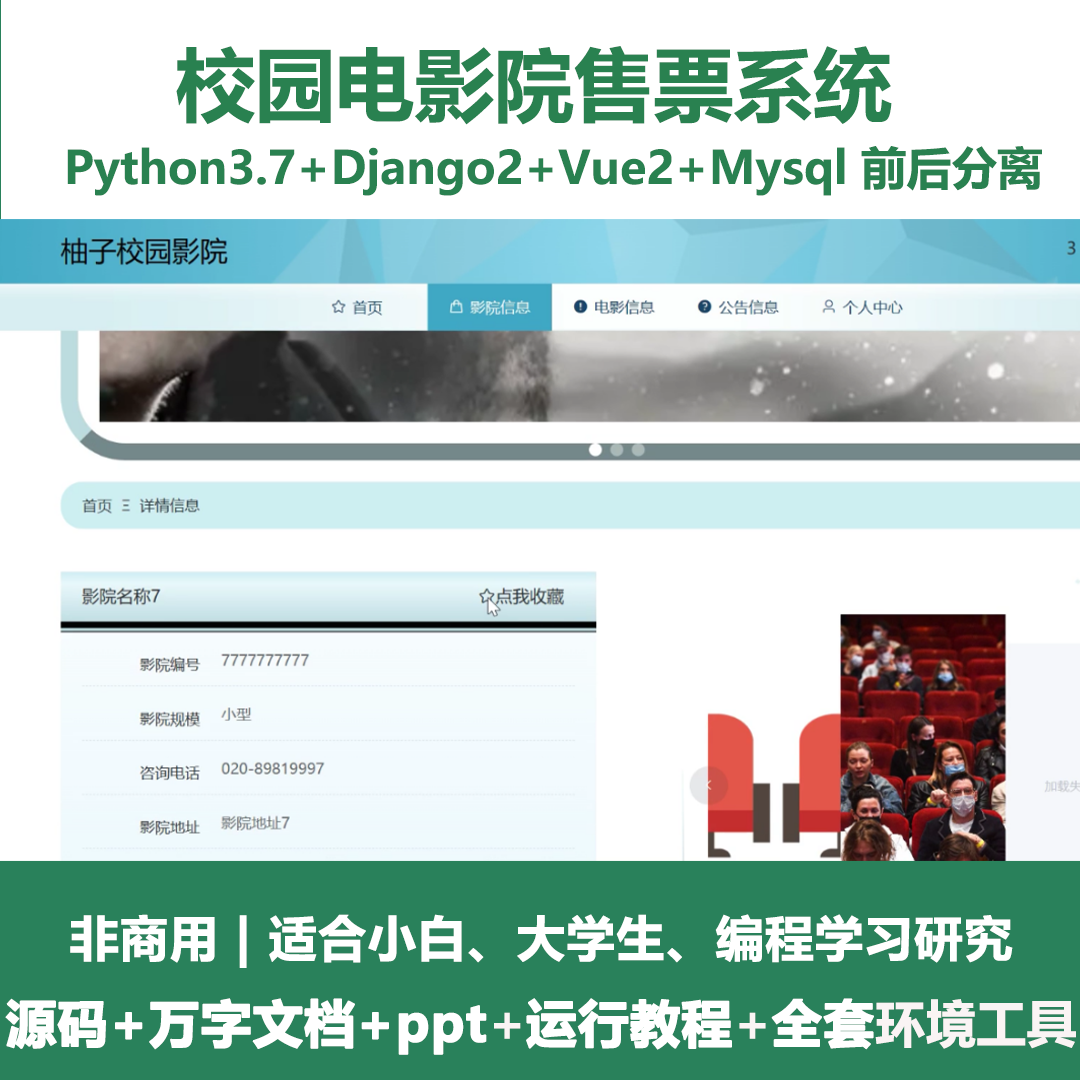 校园电影院售票系统
Python3.7+Django2+Vue2+Mysql 前后分离
柚子校园影院
3
首页 影院信息 电影信息 公告信息 个人中心
首页 Ξ 详情信息
影院名称7 点我收藏
影院编号 7777777777
影院规模 小型
咨询电话 020-89819997
加载失
影院地址 影院地址7
非商用 | 适合小白、大学生、编程学习研究
源码+万字文档+ppt+运行教程+全套环境工具